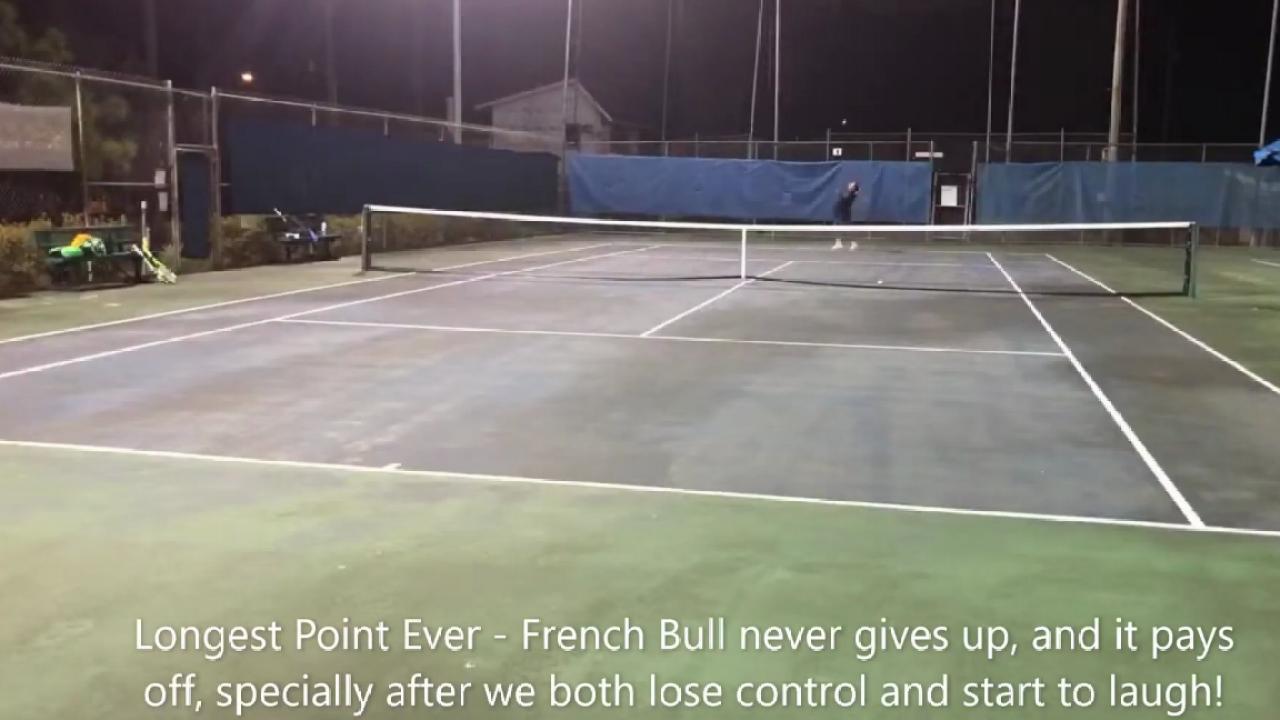 Longest Point Ever - French Bull never gives up, and it pays
off, specially after we both lose control and start to laugh!